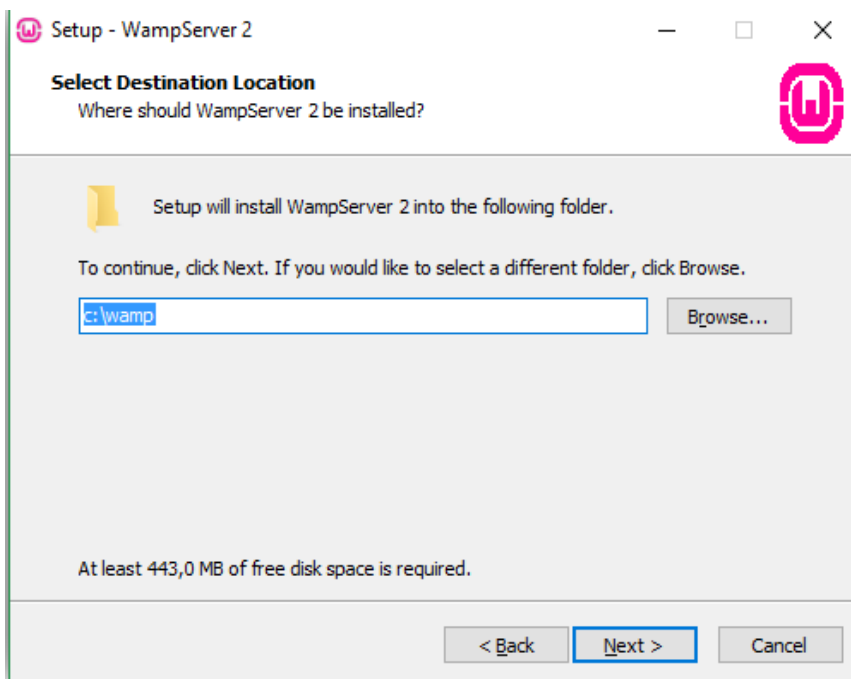 Setup - WampServer 2
Select Destination Location
Where should WampServer 2 be installed?
Setup will install WampServer 2 into the following folder.
To continue, click Next. If you would like to select a different folder, click Browse.
c:\wamp
Browse...
At least 443,0 MB of free disk space is required.
< Back
Next >
Cancel